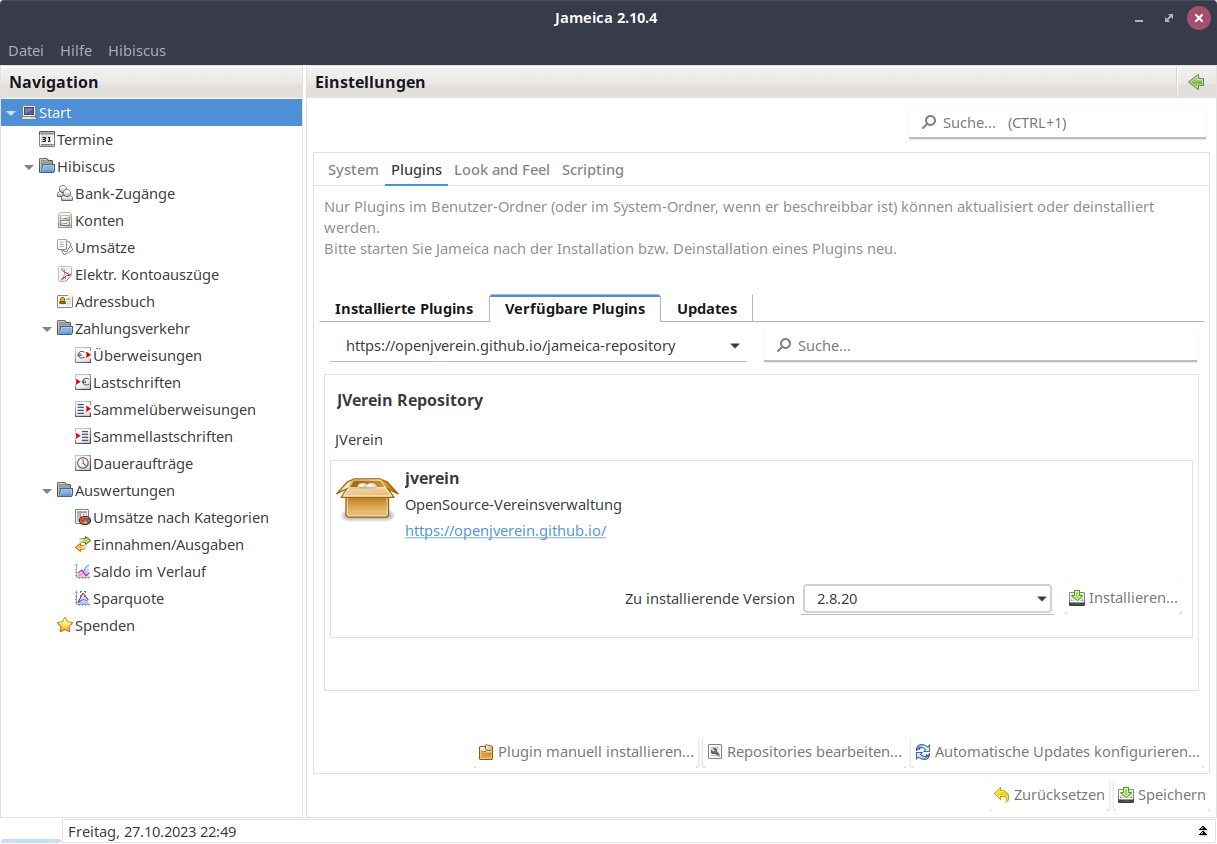 Jameica 2.10.4
Datei Hilfe Hibiscus
Navigation
Start
31 Termine
Hibiscus
Bank-Zugänge
Konten
Umsätze
Elektr. Kontoauszüge
Adressbuch
Zahlungsverkehr
Überweisungen
Lastschriften
Sammelüberweisungen
Sammellastschriften
Daueraufträge
Auswertungen
Umsätze nach Kategorien
Einnahmen/Ausgaben
Saldo im Verlauf
Sparquote
Spenden
Einstellungen
Suche... (CTRL+1)
System Plugins Look and Feel Scripting
Nur Plugins im Benutzer-Ordner (oder im System-Ordner, wenn er beschreibbar ist) können aktualisiert oder deinstalliert
werden.
Bitte starten Sie Jameica nach der Installation bzw. Deinstallation eines Plugins neu.
Installierte Plugins Verfügbare Plugins Updates
https://openjverein.github.io/jameica-repository Suche...
JVerein Repository
JVerein
jverein
OpenSource-Vereinsverwaltung
https://openjverein.github.io/
Zu installierende Version 2.8.20 Installieren...
Plugin manuell installieren... Repositories bearbeiten... Automatische Updates konfigurieren...
Zurücksetzen Speichern
Freitag, 27.10.2023 22:49